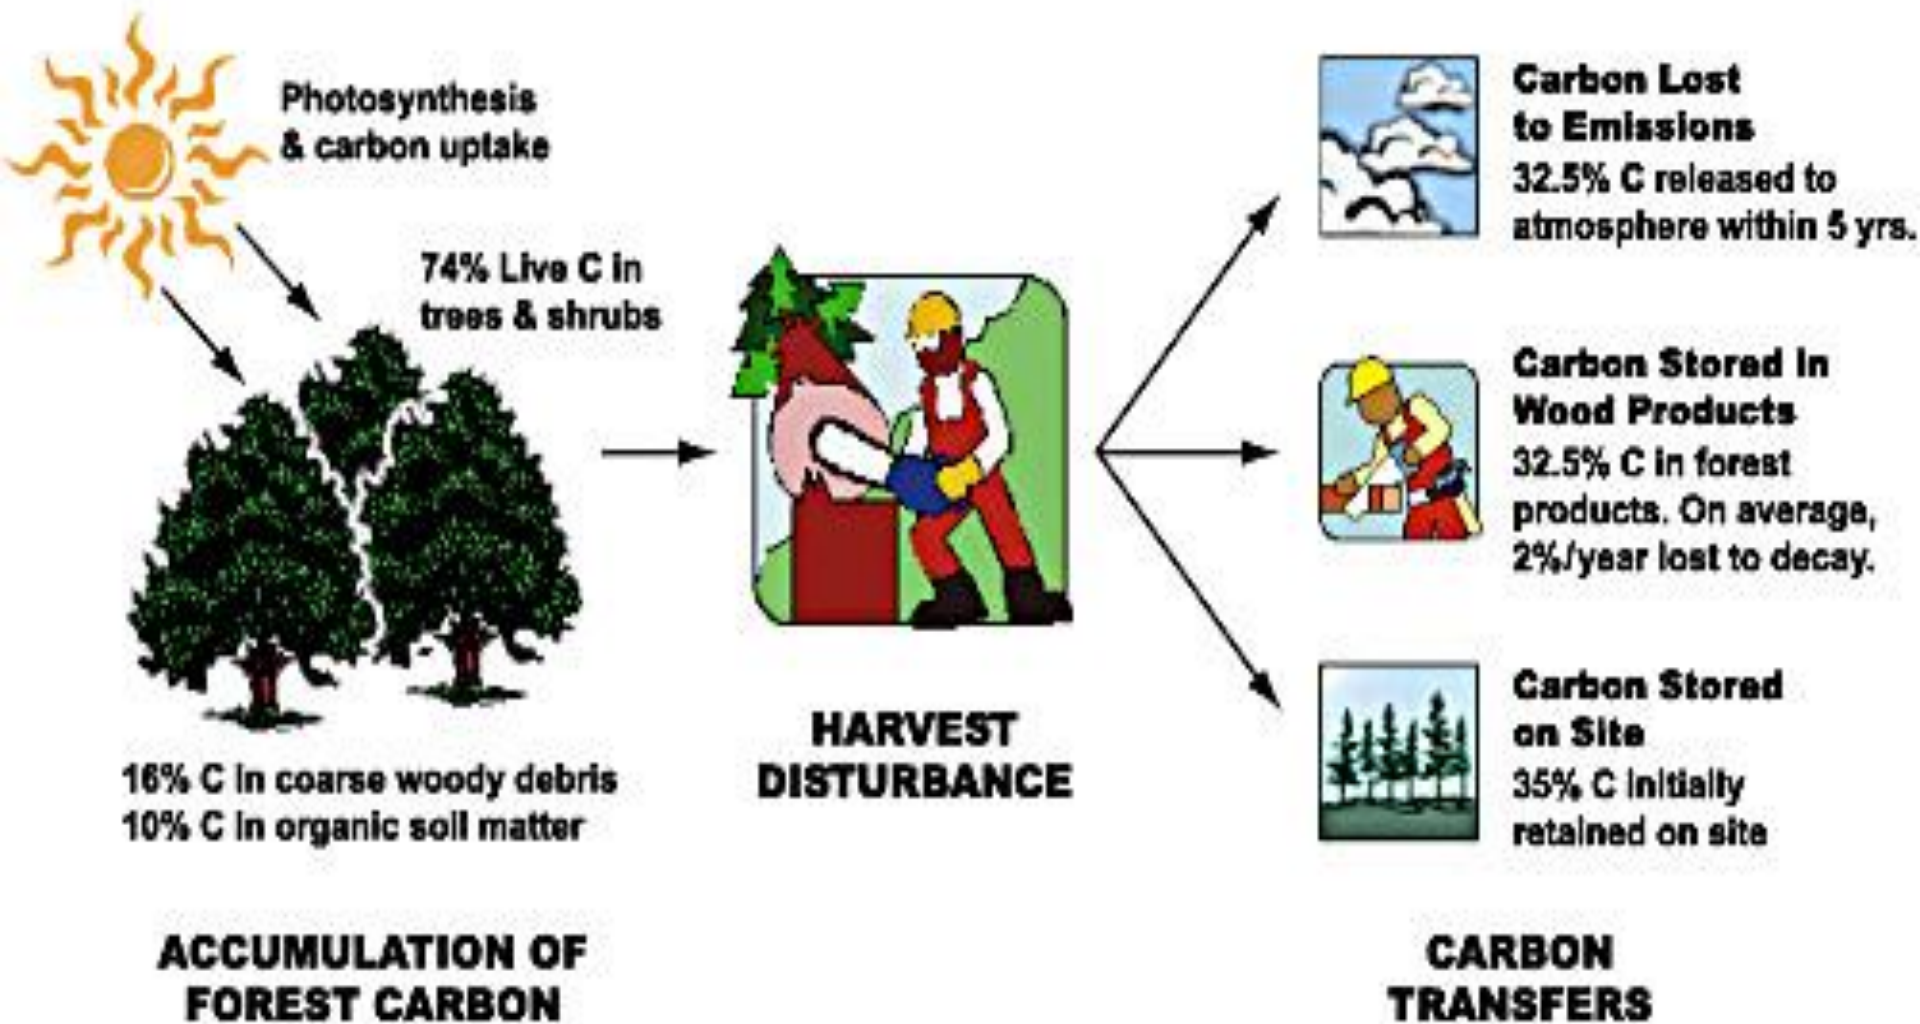 Photosynthesis
& carbon uptake
74% Live C in
trees & shrubs
16% C in coarse woody debris
10% C in organic soil matter
ACCUMULATION OF
FOREST CARBON
HARVEST
DISTURBANCE
Carbon Lost
to Emissions
32.5% C released to
atmosphere within 5 yrs.
Carbon Stored in
Wood Products
32.5% C in forest
products. On average,
2%/year lost to decay.
Carbon Stored
on Site
35% C initially
retained on site
CARBON
TRANSFERS